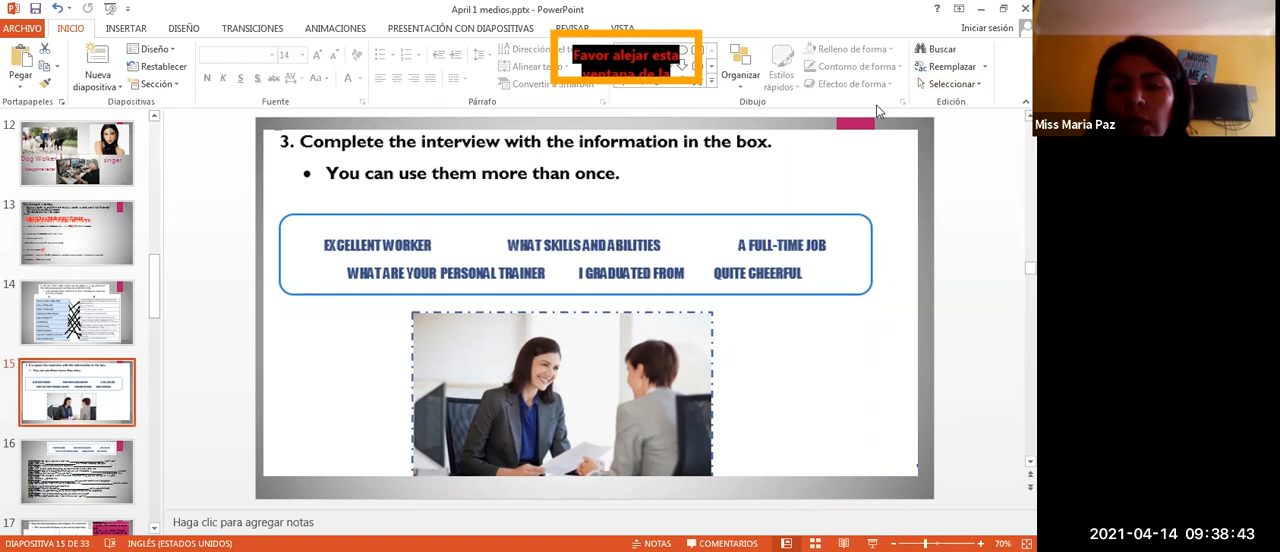 April 1 medios.pptx - PowerPoint
ARCHIVO INICIO INSERTAR DISEÑO TRANSICIONES ANIMACIONES PRESENTACIÓN CON DIAPOSITIVAS REVISAR VISTA
Iniciar sesión
Pegar
Nueva
diapositiva
Diseño
Restablecer
Sección
14
Dirección del
Alinear
Convertir a SmartArt
Favor alejar esta
ventana de la
Organizar
Estilos
rápidos
Relleno de forma
Contorno de forma
Efectos de forma
Buscar
Reemplazar
Seleccionar
Portapapeles Diapositivas Fuente Párrafo Dibujo Edición
Miss Maria Paz
12
Dog Walker
singer
13
14
15
16
17
3. Complete the interview with the information in the box.
• You can use them more than once.
EXCELLENT WORKER WHAT SKILLS AND ABILITIES A FULL-TIME JOB
WHAT ARE YOUR PERSONAL TRAINER I GRADUATED FROM QUITE CHEERFUL
Haga clic para agregar notas
DIAPOSITIVA 15 DE 33 INGLÉS (ESTADOS UNIDOS) NOTAS COMENTARIOS 70%
2021-04-14 09:38:43